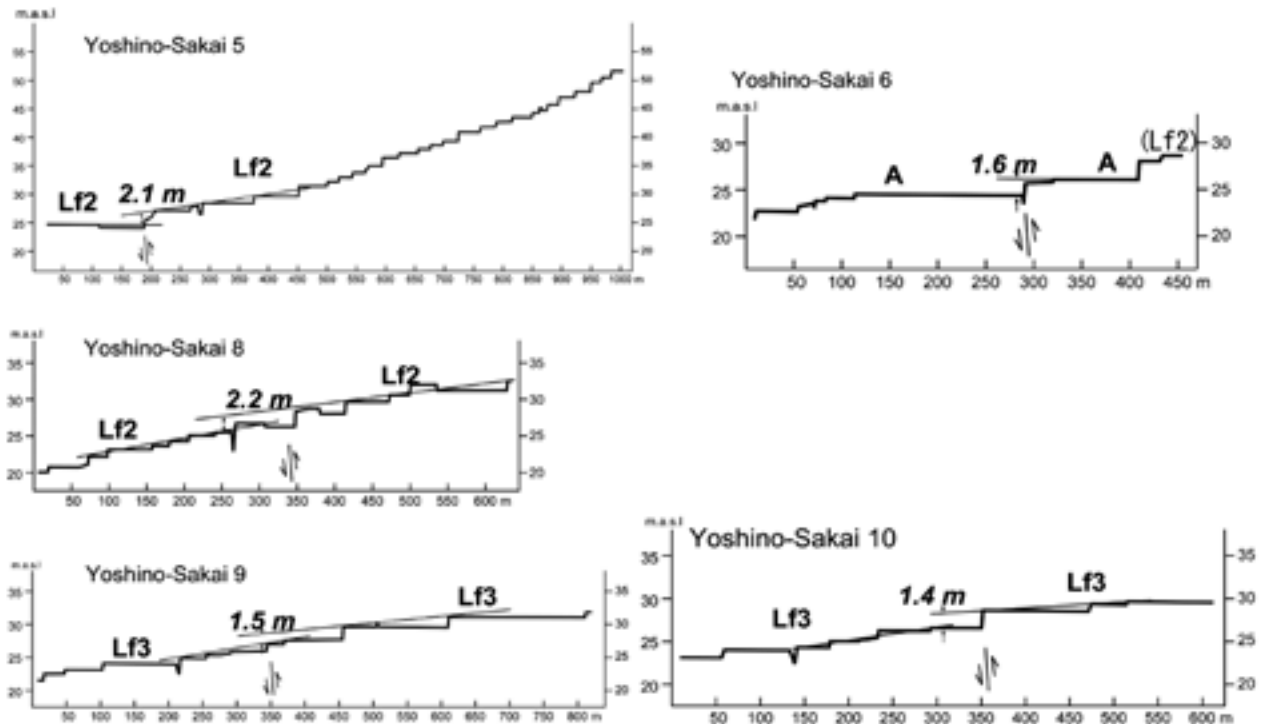 m.a.s.l
Yoshino-Sakai 5
55 55
50 50
45 45
40 40
35 35
30 30
25 25
20 20
Lf2 2.1 m Lf2
50 100 150 200 250 300 350 400 450 500 550 600 650 700 750 800 850 900 950 1000 m
Yoshino-Sakai 6
m.a.s.l
30 30
25 25
20 20
A 1.6 m A (Lf2)
50 100 150 200 250 300 350 400 450 m
m.a.s.l
Yoshino-Sakai 8
35 35
30 30
25 25
20 20
Lf2 2.2 m Lf2
50 100 150 200 250 300 350 400 450 500 550 600 m
m.a.s.l
Yoshino-Sakai 9
35 35
30 30
25 25
20 20
Lf3 1.5 m Lf3
50 100 150 200 250 300 350 400 450 500 550 600 650 700 750 800 m
m.a.s.l
Yoshino-Sakai 10
35 35
30 30
25 25
20 20
Lf3 1.4 m Lf3
50 100 150 200 250 300 350 400 450 500 550 600 m